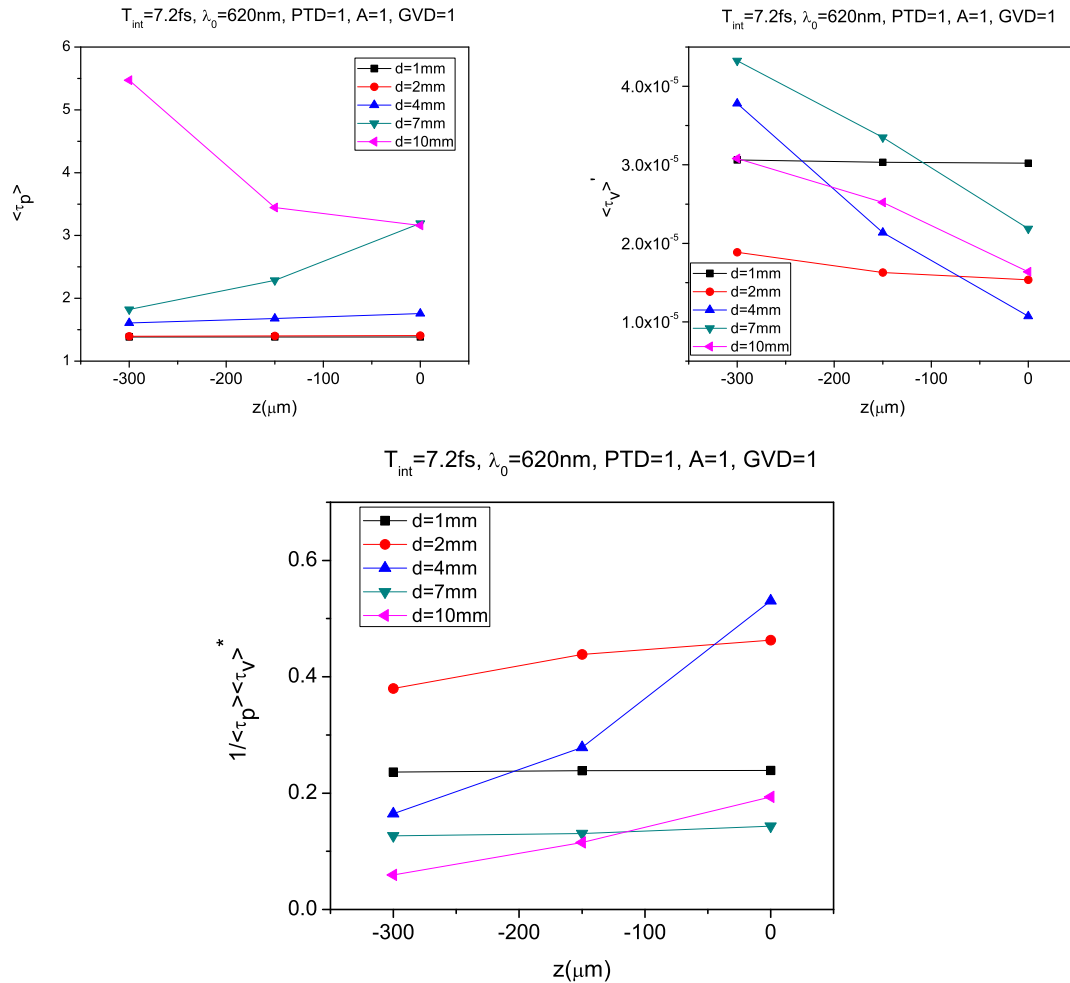 T_int=7.2fs, λ_0=620nm, PTD=1, A=1, GVD=1
6
5
4
3
2
1
<τ_p>
d=1mm
d=2mm
d=4mm
d=7mm
d=10mm
-300 -200 -100 0
z(μm)
T_int=7.2fs, λ_0=620nm, PTD=1, A=1, GVD=1
4.0x10^-5
3.0x10^-5
2.0x10^-5
1.0x10^-5
<τ_v>'
d=1mm
d=2mm
d=4mm
d=7mm
d=10mm
-300 -200 -100 0
z(μm)
T_int=7.2fs, λ_0=620nm, PTD=1, A=1, GVD=1
0.6
0.4
0.2
0.0
1/<τ_p><τ_v>^*
d=1mm
d=2mm
d=4mm
d=7mm
d=10mm
-300 -200 -100 0
z(μm)